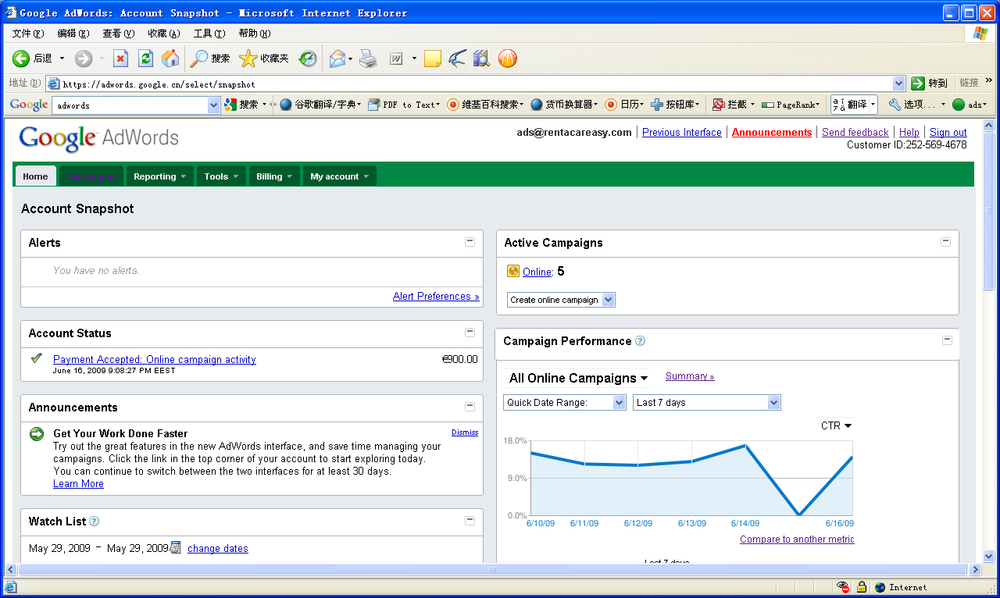 Google AdWords: Account Snapshot - Microsoft Internet Explorer
文件(F) 编辑(E) 查看(V) 收藏(A) 工具(T) 帮助(H)
后退 搜索 收藏夹
地址(D) https://adwords.google.cn/select/snapshot 转到 链接 »
Google adwords 搜索 谷歌翻译/字典 PDF to Text 维基百科搜索 货币换算器 日历 按钮库 拦截 PageRank 翻译 选项... ads
Google AdWords
ads@rentacareasy.com | Previous Interface | Announcements | Send feedback | Help | Sign out
Customer ID:252-569-4678
Home Campaigns Reporting Tools Billing My account
Account Snapshot
Alerts
You have no alerts.
Alert Preferences »
Account Status
Payment Accepted: Online campaign activity €900.00
June 16, 2009 9:08:27 PM EEST
Announcements
Get Your Work Done Faster Dismiss
Try out the great features in the new AdWords interface, and save time managing your
campaigns. Click the link in the top corner of your account to start exploring today.
You can continue to switch between the two interfaces for at least 30 days.
Learn More
Watch List ?
May 29, 2009 – May 29, 2009 change dates
Active Campaigns
Online: 5
Create online campaign
Campaign Performance ?
All Online Campaigns Summary »
Quick Date Range: Last 7 days
CTR
18.0%
9.0%
0.0%
6/10/09 6/11/09 6/12/09 6/13/09 6/14/09 6/16/09
Compare to another metric
Last 7 days
Internet